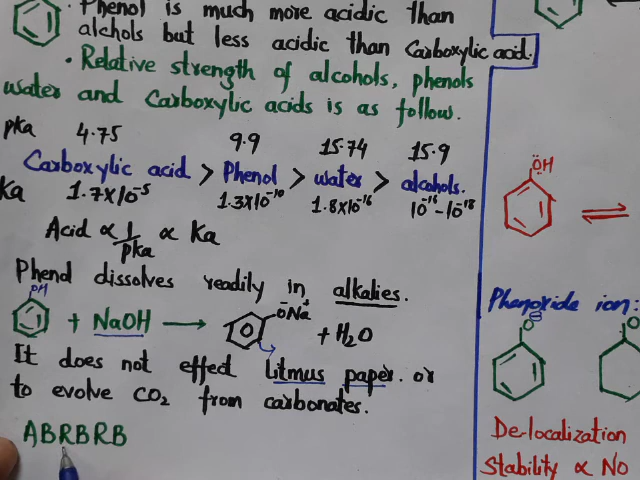 · Phenol is much more acidic than
alchols but less acidic than Carboxylic acid.
· Relative strength of alcohols, phenols
water and Carboxylic acids is as follow.
pka 4.75 9.9 15.74 15.9
Carboxylic acid > Phenol > water > alcohols.
Ka 1.7×10⁻⁵ 1.3×10⁻¹⁰ 1.8×10⁻¹⁶ 10⁻¹⁶-10⁻¹⁸
Acid ∝ 1/pka ∝ Ka
Phenol dissolves readily in alkalies.
OH
+ NaOH → ŌNa⁺ + H₂O
It does not effect Litmus paper. or
to evolve CO₂ from carbonates.
ABRBRB
ÖH
⇌
Phenoxide ion:
O⊖
O
De-localization
Stability ∝ No